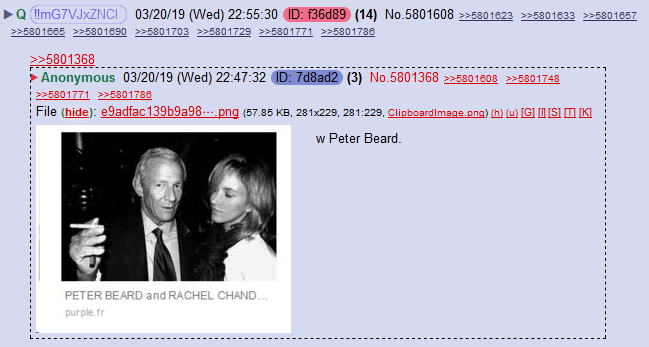 ▶ Q !!mG7VJxZNCI 03/20/19 (Wed) 22:55:30 ID: f36d89 (14) No.5801608 >>5801623 >>5801633 >>5801657
>>5801665 >>5801690 >>5801703 >>5801729 >>5801771 >>5801786
>>5801368
▶ Anonymous 03/20/19 (Wed) 22:47:32 ID: 7d8ad2 (3) No.5801368 >>5801608 >>5801748
>>5801771 >>5801786
File (hide): e9adfac139b9a98⋯.png (57.85 KB, 281x229, 281:229, ClipboardImage.png) (h) (u) [G] [I] [S] [T] [K]
w Peter Beard.
PETER BEARD and RACHEL CHAND...
purple.fr